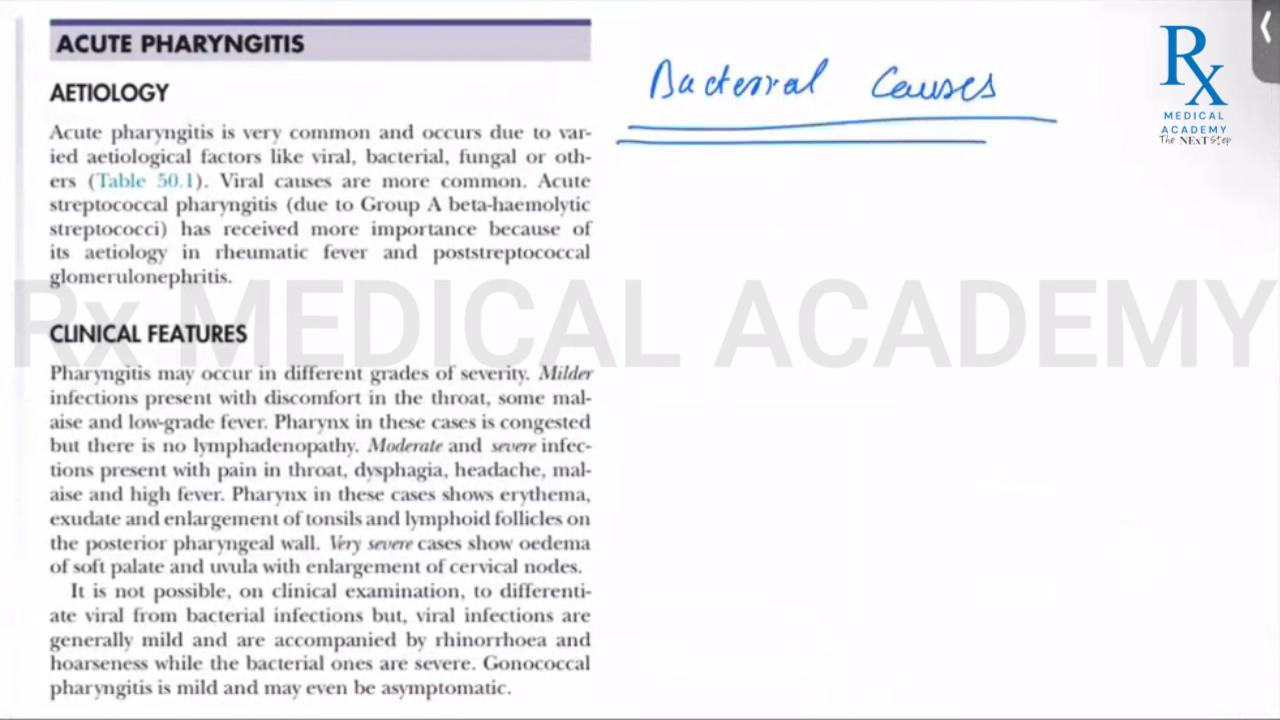 ACUTE PHARYNGITIS
AETIOLOGY
Acute pharyngitis is very common and occurs due to var-
ied aetiological factors like viral, bacterial, fungal or oth-
ers (Table 50.1). Viral causes are more common. Acute
streptococcal pharyngitis (due to Group A beta-haemolytic
streptococci) has received more importance because of
its aetiology in rheumatic fever and poststreptococcal
glomerulonephritis.
CLINICAL FEATURES
Pharyngitis may occur in different grades of severity. Milder
infections present with discomfort in the throat, some mal-
aise and low-grade fever. Pharynx in these cases is congested
but there is no lymphadenopathy. Moderate and severe infec-
tions present with pain in throat, dysphagia, headache, mal-
aise and high fever. Pharynx in these cases shows erythema,
exudate and enlargement of tonsils and lymphoid follicles on
the posterior pharyngeal wall. Very severe cases show oedema
of soft palate and uvula with enlargement of cervical nodes.
It is not possible, on clinical examination, to differenti-
ate viral from bacterial infections but, viral infections are
generally mild and are accompanied by rhinorrhoea and
hoarseness while the bacterial ones are severe. Gonococcal
pharyngitis is mild and may even be asymptomatic.
Bacterial Causes
Rx
MEDICAL
ACADEMY
The NExT Step
Rx MEDICAL ACADEMY